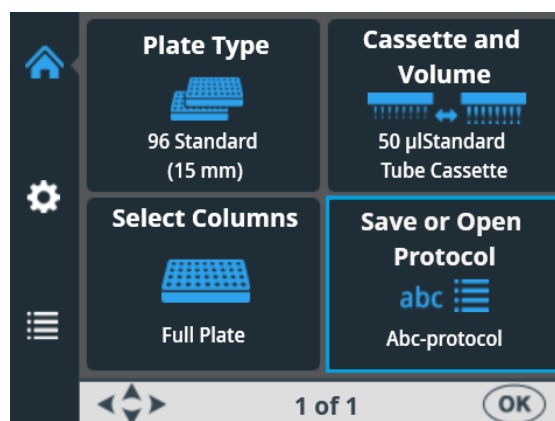 Plate Type
96 Standard
(15 mm)
Cassette and
Volume
50 µlStandard
Tube Cassette
Select Columns
Full Plate
Save or Open
Protocol
abc
Abc-protocol
1 of 1
OK